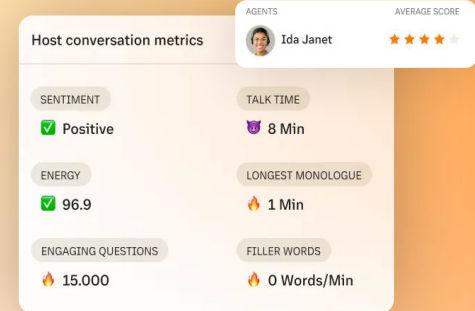 AGENTS AVERAGE SCORE
Ida Janet
Host conversation metrics
SENTIMENT TALK TIME
Positive 8 Min
ENERGY LONGEST MONOLOGUE
96.9 1 Min
ENGAGING QUESTIONS FILLER WORDS
15.000 0 Words/Min